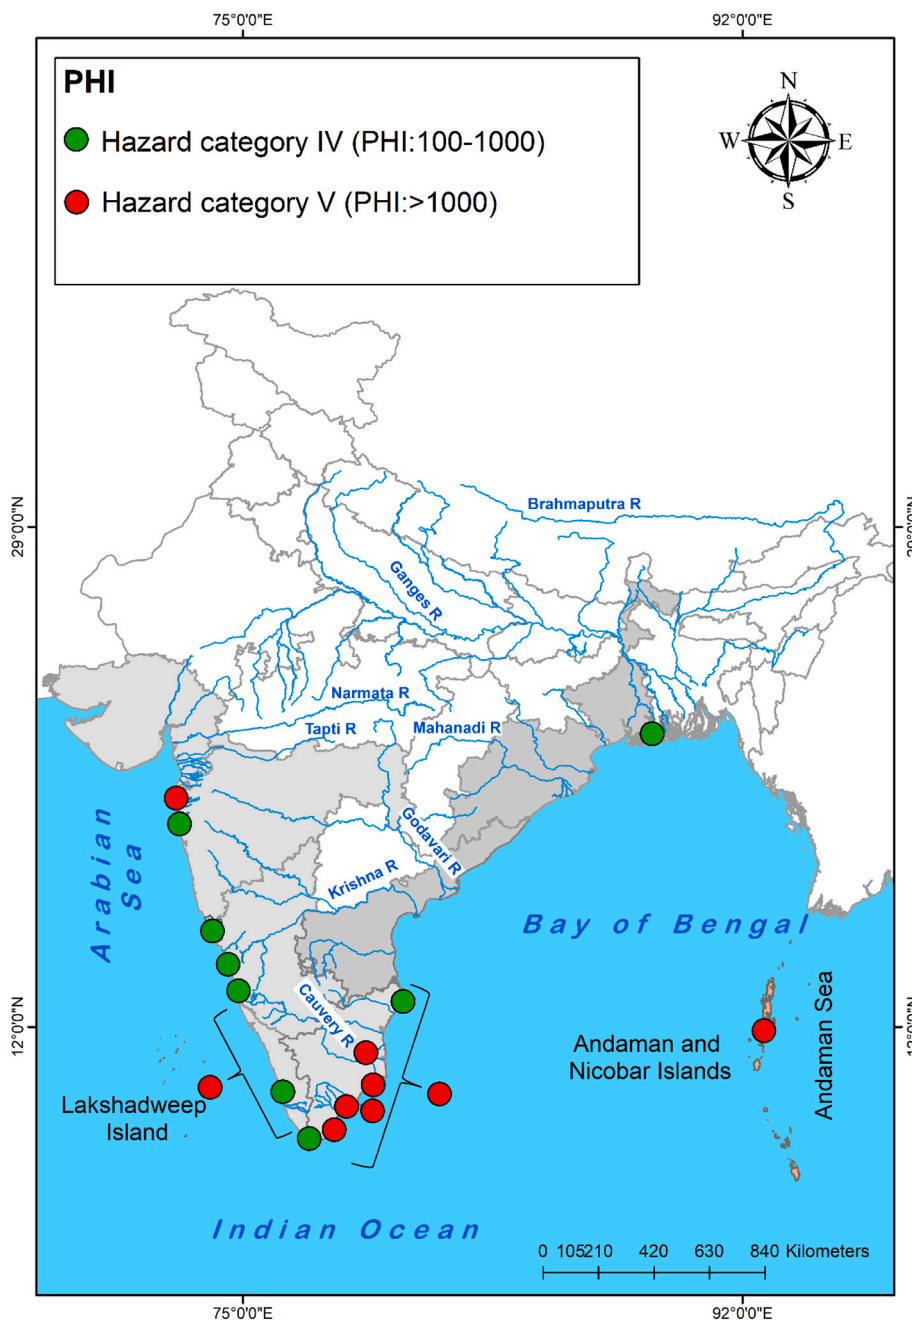 75°0'0"E 92°0'0"E
PHI
Hazard category IV (PHI:100-1000)
Hazard category V (PHI:>1000)
N
W E
S
29°0'0"N
Brahmaputra R
Ganges R
Narmata R
Tapti R
Mahanadi R
Godavari R
Krishna R
Arabian
Sea
Bay of Bengal
Cauvery R
12°0'0"N
Andaman and
Nicobar Islands
Andaman Sea
Lakshadweep
Island
Indian Ocean
0 105210 420 630 840 Kilometers
75°0'0"E 92°0'0"E